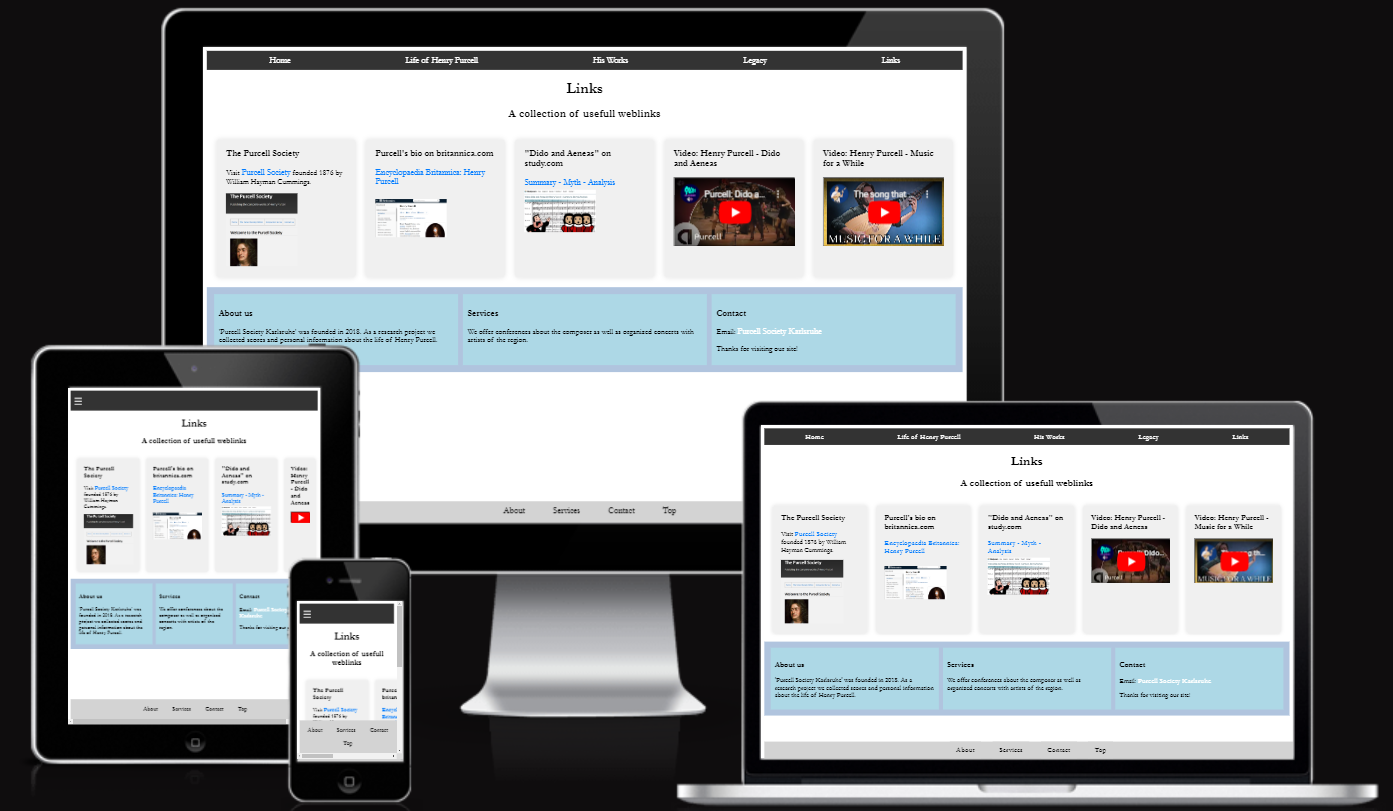 Home Life of Henry Purcell His Works Legacy Links
Links
A collection of usefull weblinks
The Purcell Society
Visit Purcell Society founded 1876 by
William Hayman Cummings.
The Purcell Society
Welcome to the Purcell Society
Purcell's bio on britannica.com
Encyclopaedia Britannica: Henry
Purcell
"Dido and Aeneas" on
study.com
Summary - Myth - Analysis
Video: Henry Purcell - Dido
and Aeneas
Purcell: Dido a...
Purcell
Video: Henry Purcell - Music
for a While
The song that ...
MUSIC FOR A WHILE
About us
'Purcell Society Karlsruhe' was founded in 2018. As a research project we
collected scores and personal information about the life of Henry Purcell.
Services
We offer conferences about the composer as well as organized concerts with
artists of the region.
Contact
Email: Purcell Society Karlsruhe
Thanks for visiting our site!
About Services Contact Top
☰
Links
A collection of usefull weblinks
The Purcell
Society
Visit Purcell Society
founded 1876 by
William Hayman
Cummings.
Purcell's bio on
britannica.com
Encyclopaedia
Britannica: Henry
Purcell
"Dido and
Aeneas" on
study.com
Summary - Myth -
Analysis
Video:
Henry
Purcell
- Dido
and
Aeneas
About us
'Purcell Society Karlsruhe' was
founded in 2018. As a research
project we collected scores and
personal information about the
life of Henry Purcell.
Services
We offer conferences about the
composer as well as organized
concerts with artists of the
region.
Contact
Email: Purcell Society
Karlsruhe
Thanks for visiting our
About Services Contact Top
☰
Links
A collection of usefull
weblinks
The Purcell
Society
Visit Purcell Society
founded 1876 by
About Services Contact
Top
Home Life of Henry Purcell His Works Legacy Links
Links
A collection of usefull weblinks
The Purcell Society
Visit Purcell Society
founded 1876 by William
Hayman Cummings.
The Purcell Society
Purcell's bio on
britannica.com
Encyclopaedia Britannica:
Henry Purcell
"Dido and Aeneas" on
study.com
Summary - Myth -
Analysis
Video: Henry Purcell -
Dido and Aeneas
Purcell
Video: Henry Purcell -
Music for a While
MUSIC FOR A WHILE
About us
'Purcell Society Karlsruhe' was founded in 2018. As a
research project we collected scores and personal information
about the life of Henry Purcell.
Services
We offer conferences about the composer as well as
organized concerts with artists of the region.
Contact
Email: Purcell Society Karlsruhe
Thanks for visiting our site!
About Services Contact Top